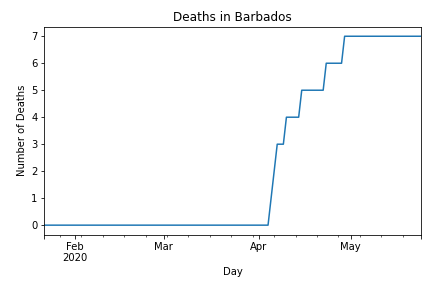 Deaths in Barbados
Number of Deaths
7
6
5
4
3
2
1
0
Feb
2020
Mar
Apr
May
Day